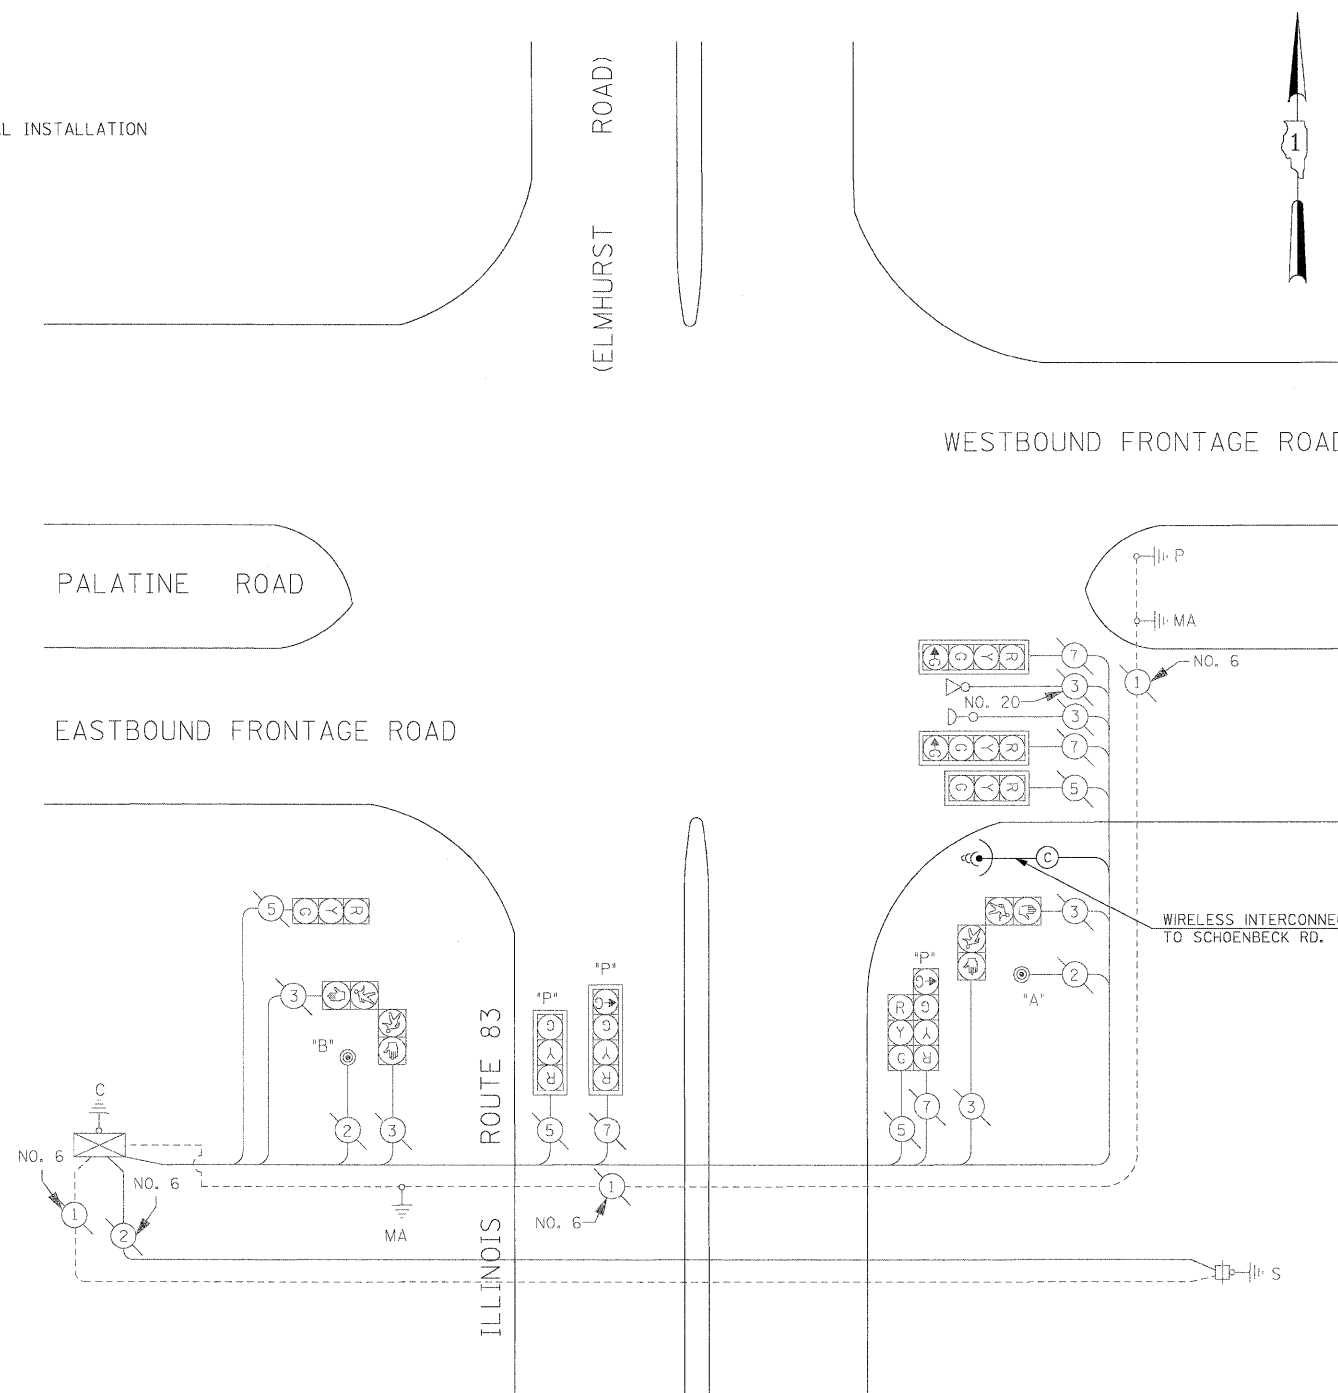 L INSTALLATION
(ELMHURST ROAD)
1
WESTBOUND FRONTAGE ROAD
PALATINE ROAD
P
MA
NO. 6
1
EASTBOUND FRONTAGE ROAD
G G Y R 7
NO. 20 3
3
G G Y R 7
G Y R 5
C
WIRELESS INTERCONNE
TO SCHOENBECK RD.
3
"A" 2
"P"
G
R G
Y Y
G R
5 7 3
5 G Y R
3
"B"
2 3
"P"
G
Y
R
5
"P"
G
G
Y
R
7
ILLINOIS ROUTE 83
C
NO. 6
1
NO. 6
2
MA
NO. 6
1
S